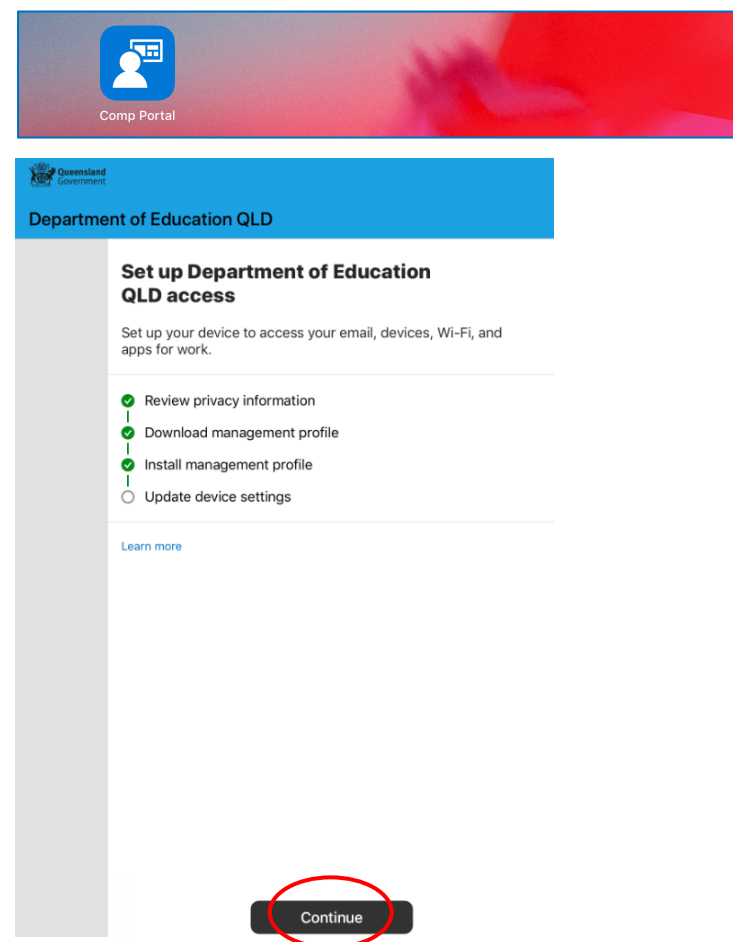 Comp Portal
Queensland
Government
Department of Education QLD
Set up Department of Education
QLD access
Set up your device to access your email, devices, Wi-Fi, and
apps for work.
Review privacy information
Download management profile
Install management profile
Update device settings
Learn more
Continue